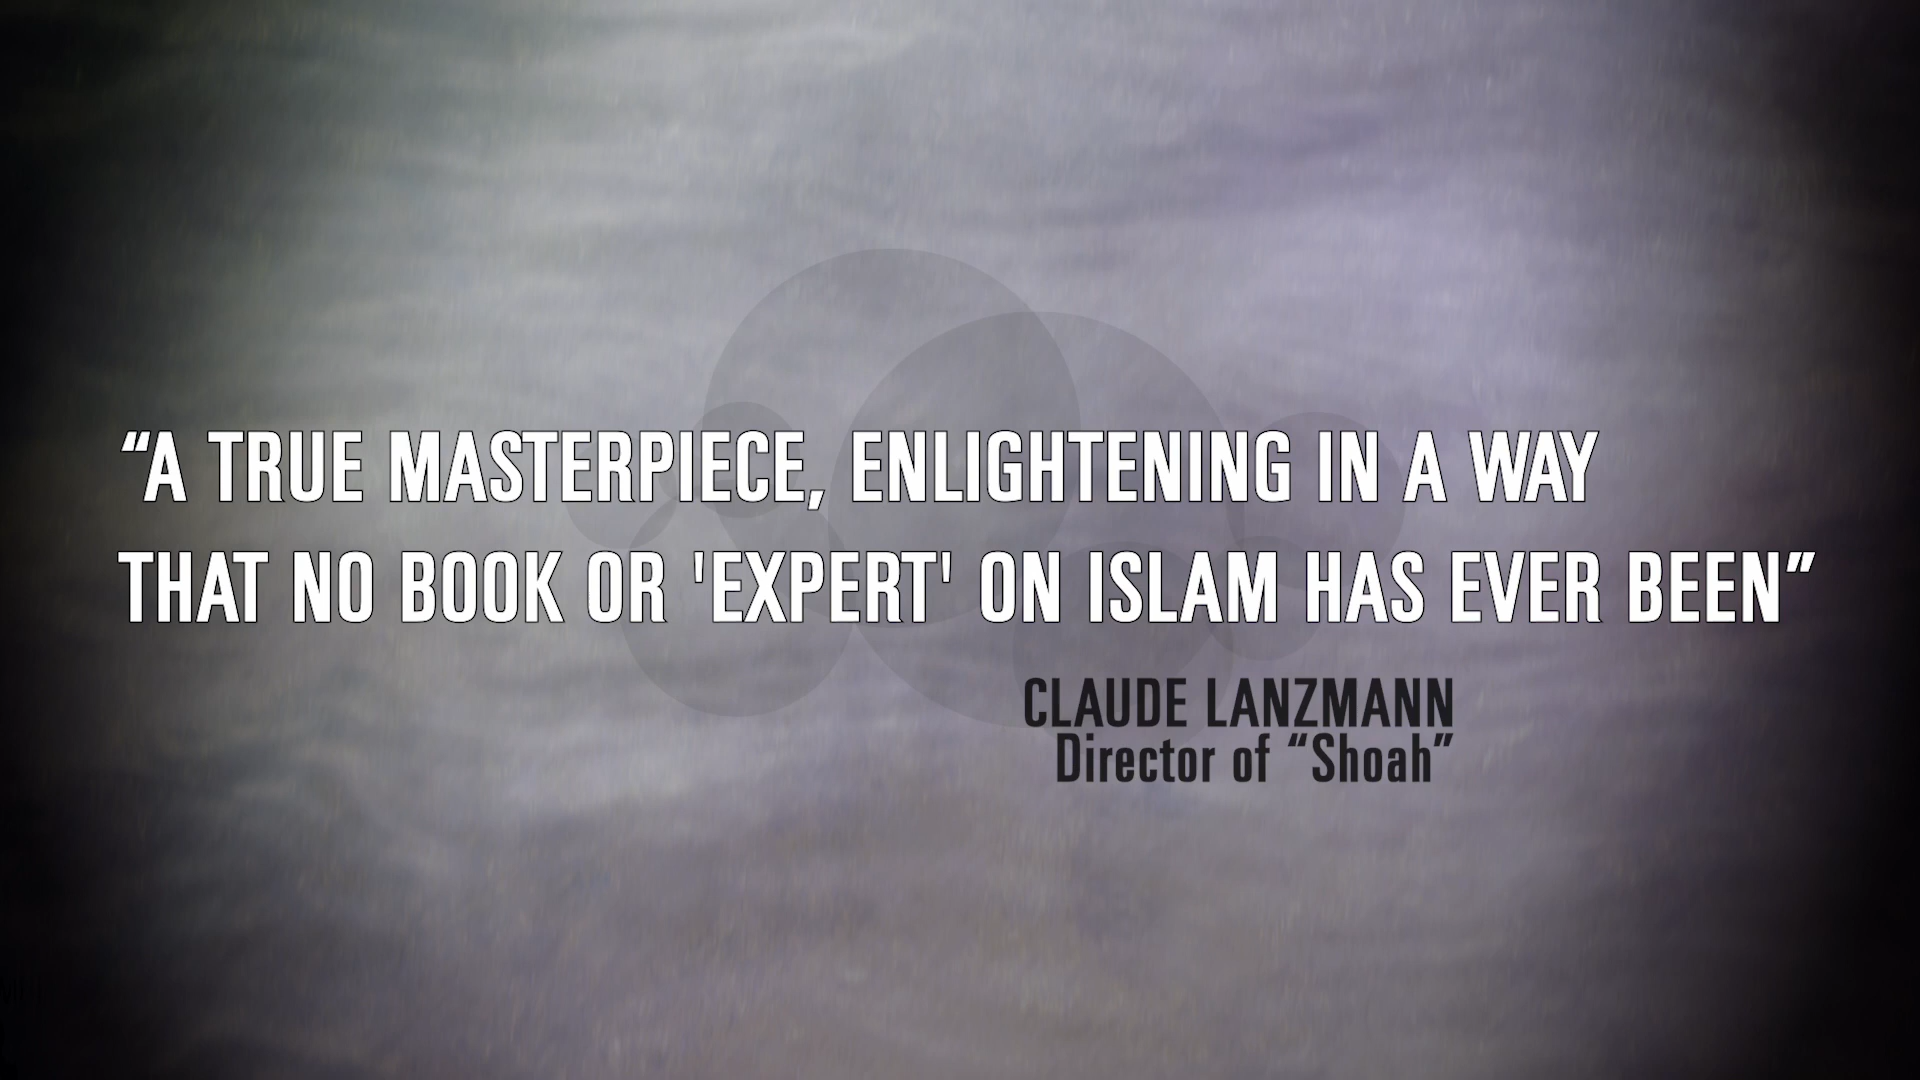 “A TRUE MASTERPIECE, ENLIGHTENING IN A WAY
THAT NO BOOK OR 'EXPERT' ON ISLAM HAS EVER BEEN”
CLAUDE LANZMANN
Director of “Shoah”